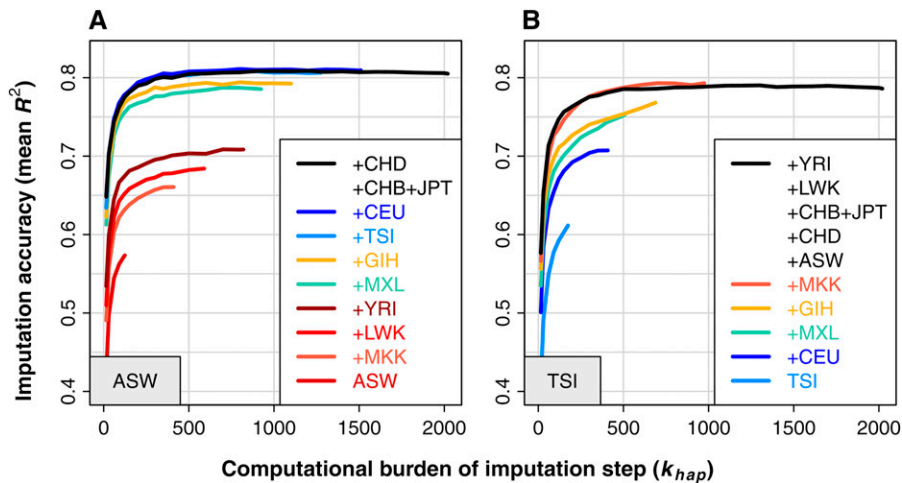 A
B
Imputation accuracy (mean R²)
0.8
0.7
0.6
0.5
0.4
+CHD
+CHB+JPT
+CEU
+TSI
+GIH
+MXL
+YRI
+LWK
+MKK
ASW
ASW
0 500 1000 1500 2000
0.8
0.7
0.6
0.5
0.4
+YRI
+LWK
+CHB+JPT
+CHD
+ASW
+MKK
+GIH
+MXL
+CEU
TSI
TSI
0 500 1000 1500 2000
Computational burden of imputation step (k_hap)